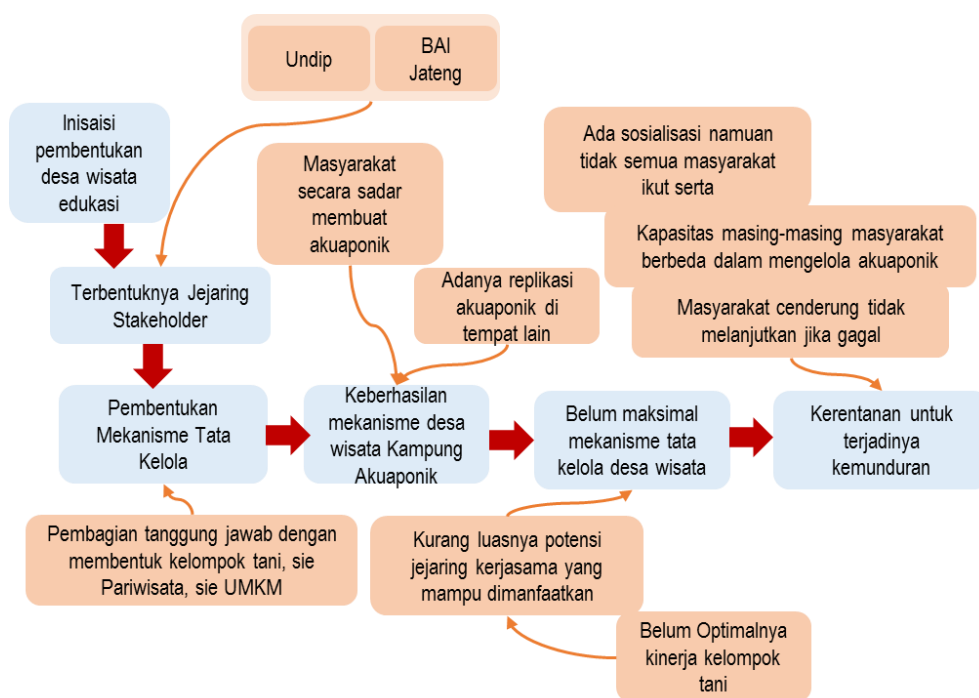 Undip
BAI
Jateng
Inisaisi
pembentukan
desa wisata
edukasi
Masyarakat
secara sadar
membuat
akuaponik
Ada sosialisasi namuan
tidak semua masyarakat
ikut serta
Kapasitas masing-masing masyarakat
berbeda dalam mengelola akuaponik
Terbentuknya Jejaring
Stakeholder
Adanya replikasi
akuaponik di
tempat lain
Masyarakat cenderung tidak
melanjutkan jika gagal
Pembentukan
Mekanisme Tata
Kelola
Keberhasilan
mekanisme desa
wisata Kampung
Akuaponik
Belum maksimal
mekanisme tata
kelola desa wisata
Kerentanan untuk
terjadinya
kemunduran
Pembagian tanggung jawab dengan
membentuk kelompok tani, sie
Pariwisata, sie UMKM
Kurang luasnya potensi
jejaring kerjasama yang
mampu dimanfaatkan
Belum Optimalnya
kinerja kelompok
tani